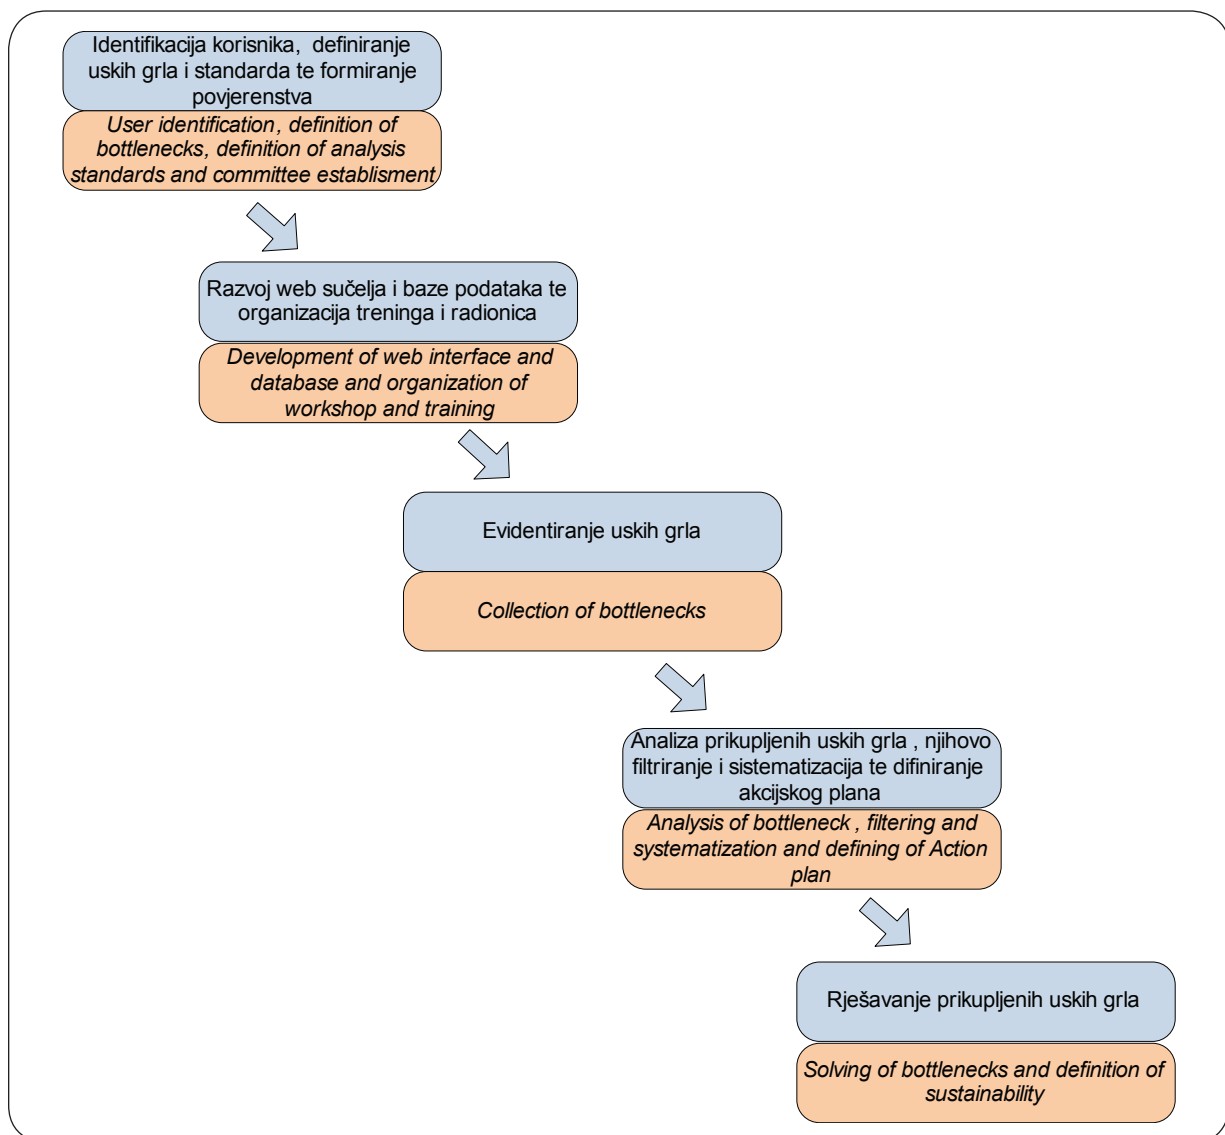 Identifikacija korisnika, definiranje
uskih grla i standarda te formiranje
povjerenstva
User identification, definition of
bottlenecks, definition of analysis
standards and committee establisment
Razvoj web sučelja i baze podataka te
organizacija treninga i radionica
Development of web interface and
database and organization of
workshop and training
Evidentiranje uskih grla
Collection of bottlenecks
Analiza prikupljenih uskih grla , njihovo
filtriranje i sistematizacija te difiniranje
akcijskog plana
Analysis of bottleneck , filtering and
systematization and defining of Action
plan
Rješavanje prikupljenih uskih grla
Solving of bottlenecks and definition of
sustainability